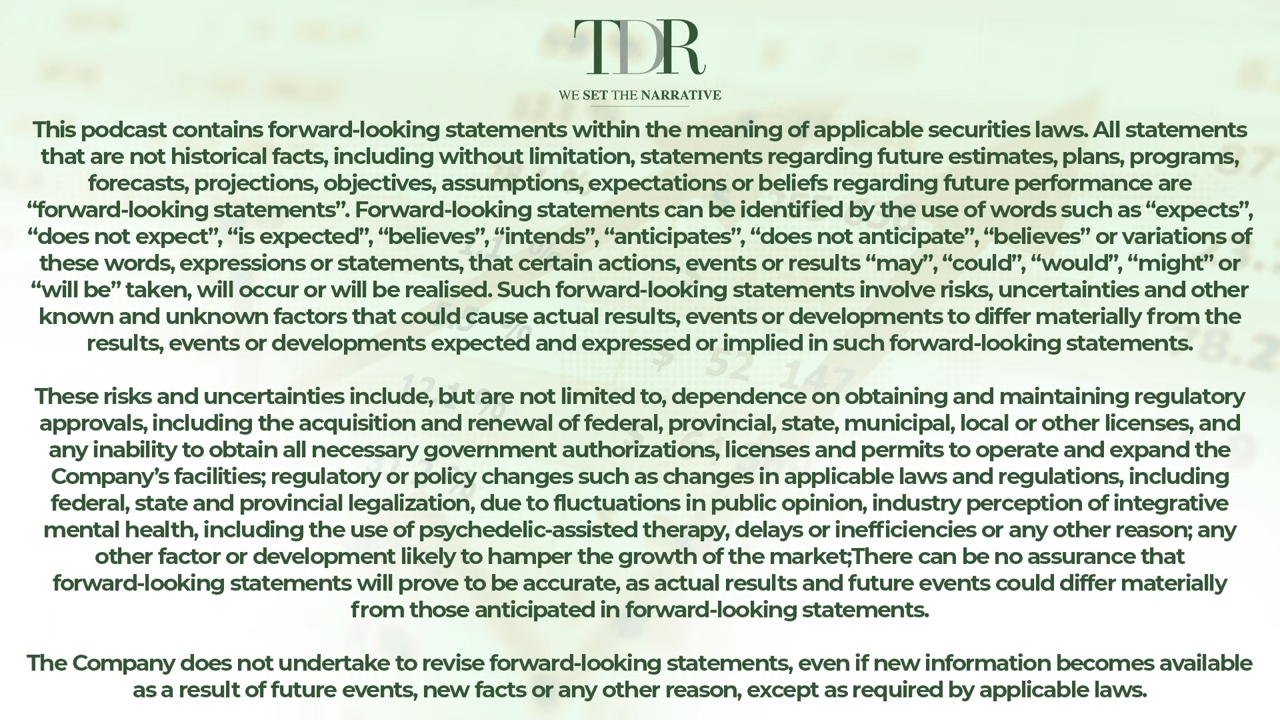 TDR
WE SET THE NARRATIVE
This podcast contains forward-looking statements within the meaning of applicable securities laws. All statements
that are not historical facts, including without limitation, statements regarding future estimates, plans, programs,
forecasts, projections, objectives, assumptions, expectations or beliefs regarding future performance are
“forward-looking statements”. Forward-looking statements can be identified by the use of words such as “expects”,
“does not expect”, “is expected”, “believes”, “intends”, “anticipates”, “does not anticipate”, “believes” or variations of
these words, expressions or statements, that certain actions, events or results “may”, “could”, “would”, “might” or
“will be” taken, will occur or will be realised. Such forward-looking statements involve risks, uncertainties and other
known and unknown factors that could cause actual results, events or developments to differ materially from the
results, events or developments expected and expressed or implied in such forward-looking statements.
These risks and uncertainties include, but are not limited to, dependence on obtaining and maintaining regulatory
approvals, including the acquisition and renewal of federal, provincial, state, municipal, local or other licenses, and
any inability to obtain all necessary government authorizations, licenses and permits to operate and expand the
Company’s facilities; regulatory or policy changes such as changes in applicable laws and regulations, including
federal, state and provincial legalization, due to fluctuations in public opinion, industry perception of integrative
mental health, including the use of psychedelic-assisted therapy, delays or inefficiencies or any other reason; any
other factor or development likely to hamper the growth of the market;There can be no assurance that
forward-looking statements will prove to be accurate, as actual results and future events could differ materially
from those anticipated in forward-looking statements.
The Company does not undertake to revise forward-looking statements, even if new information becomes available
as a result of future events, new facts or any other reason, except as required by applicable laws.